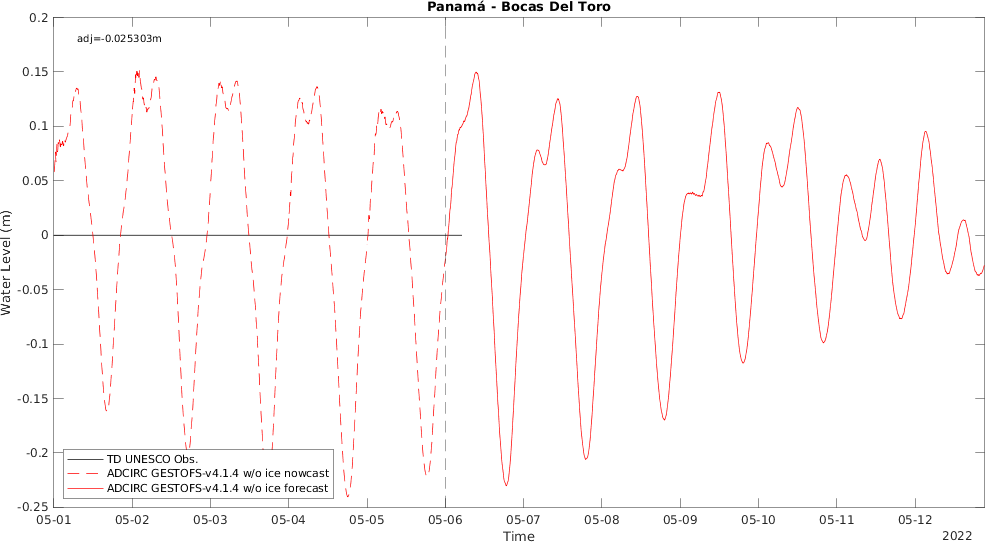 Panamá - Bocas Del Toro
adj=-0.025303m
0.2
0.15
0.1
0.05
0
-0.05
-0.1
-0.15
-0.2
-0.25
Water Level (m)
TD UNESCO Obs.
ADCIRC GESTOFS-v4.1.4 w/o ice nowcast
ADCIRC GESTOFS-v4.1.4 w/o ice forecast
05-01 05-02 05-03 05-04 05-05 05-06 05-07 05-08 05-09 05-10 05-11 05-12
Time
2022